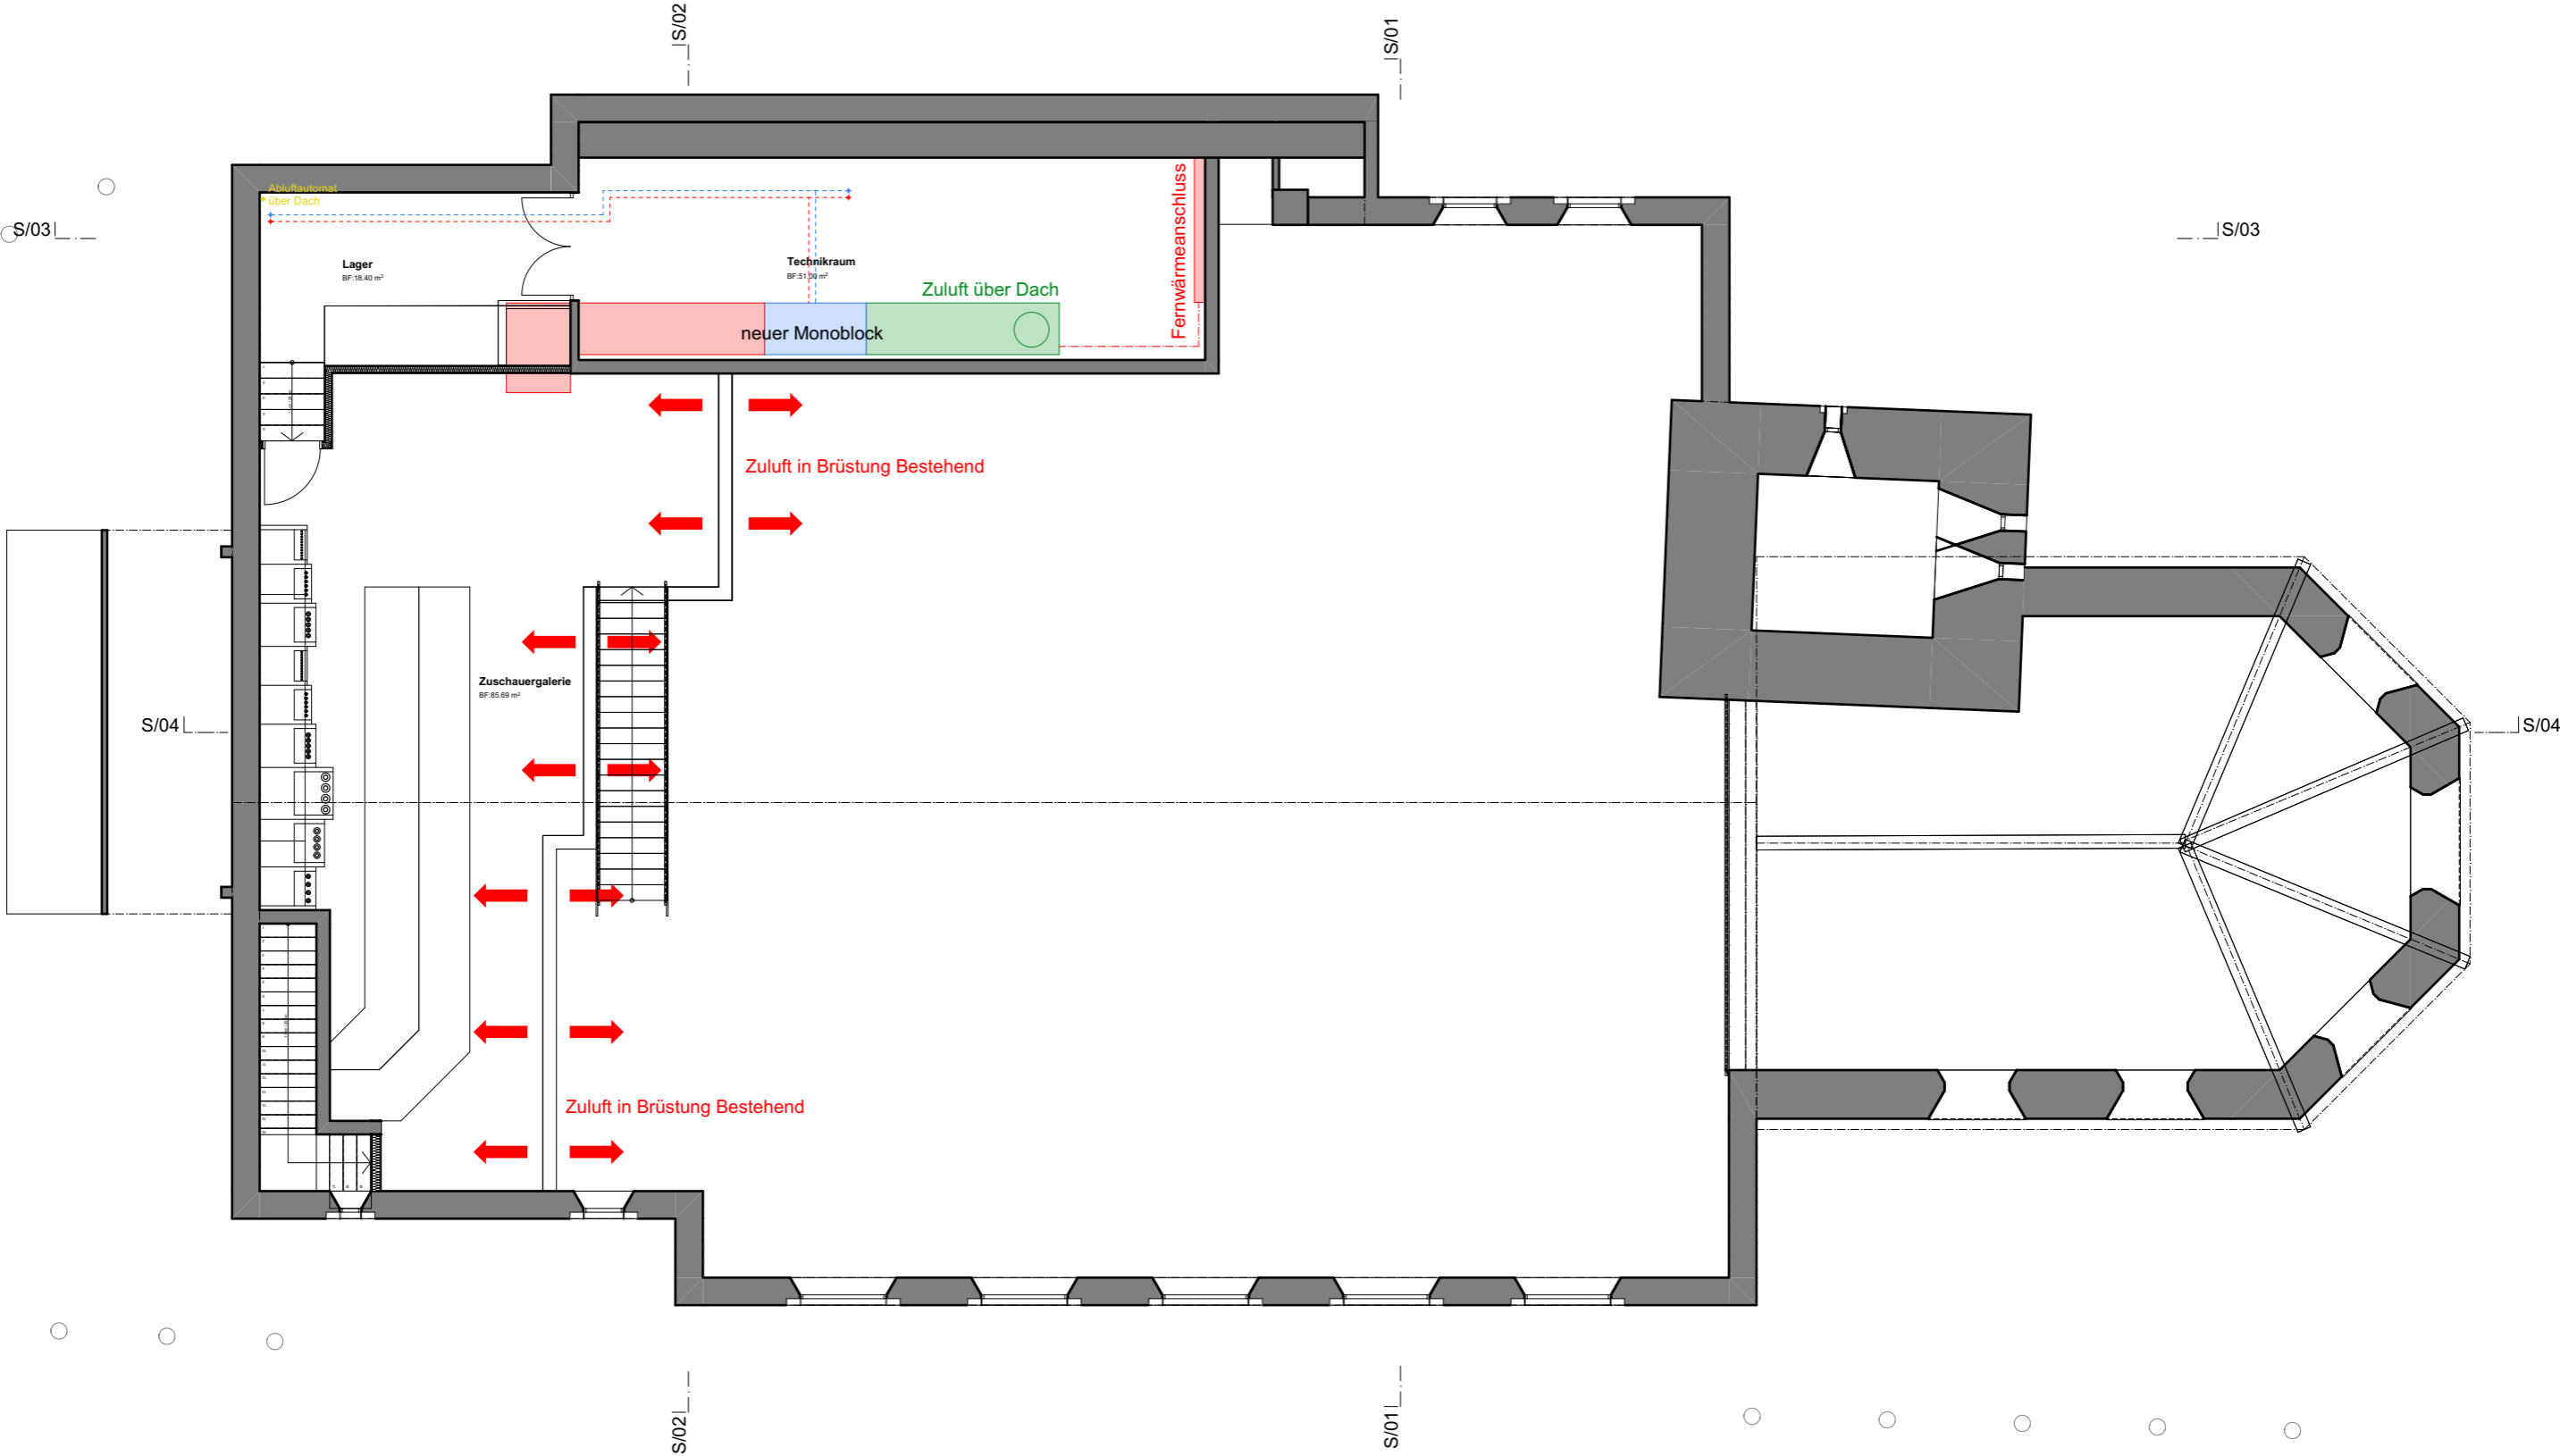 S/02
S/01
Abluftautomat
über Dach
S/03
S/03
Lager
BF:18.40 m²
Technikraum
Fernwärmeanschluss
Zuluft über Dach
neuer Monoblock
Zuluft in Brüstung Bestehend
Zuschauergalerie
BF:85.69 m²
S/04
S/04
Zuluft in Brüstung Bestehend
S/02
S/01